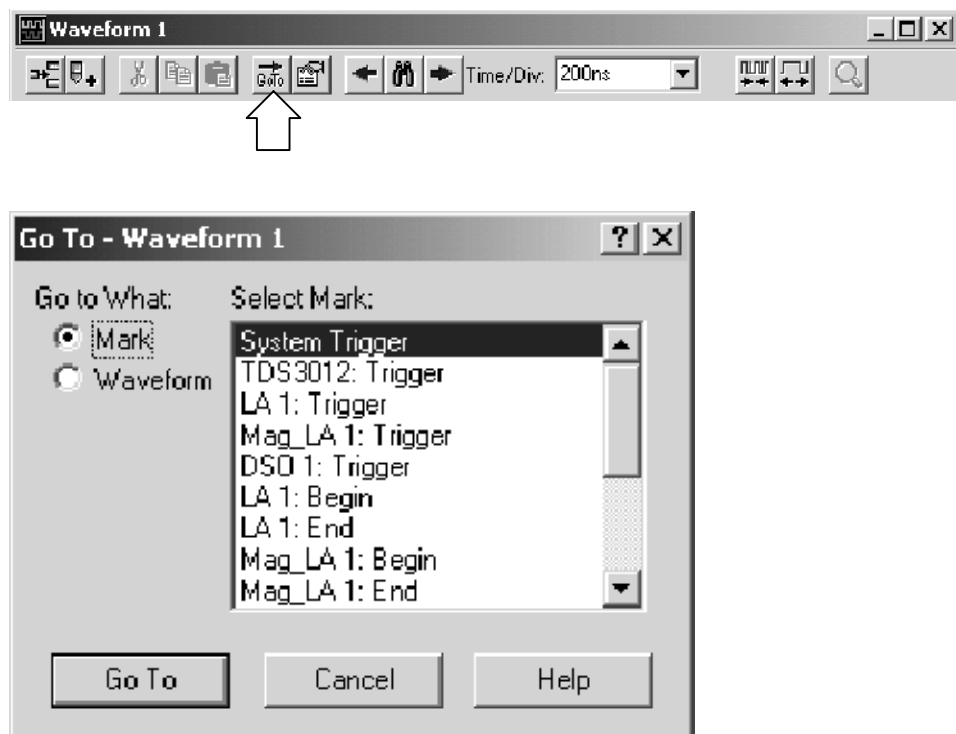 Waveform 1
GoTo Time/Div: 200ns
Go To - Waveform 1
Go to What: Select Mark:
Mark
Waveform
System Trigger
TDS3012: Trigger
LA 1: Trigger
Mag_LA 1: Trigger
DSO 1: Trigger
LA 1: Begin
LA 1: End
Mag_LA 1: Begin
Mag_LA 1: End
Go To Cancel Help